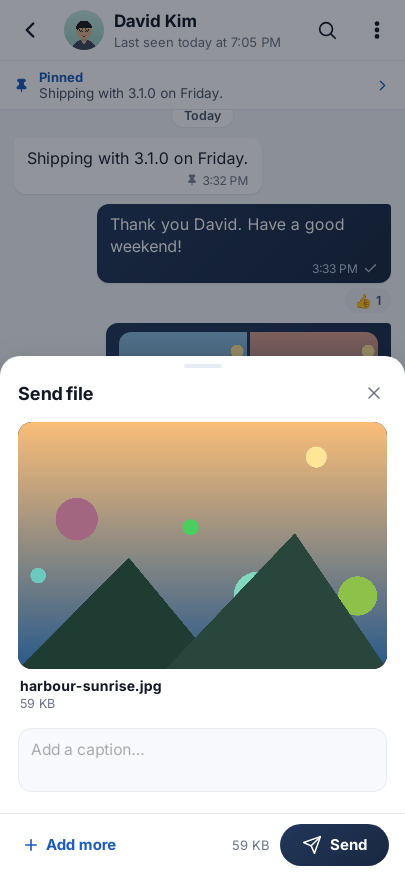 David Kim
Last seen today at 7:05 PM
Pinned
Shipping with 3.1.0 on Friday.
Today
Shipping with 3.1.0 on Friday.
3:32 PM
Thank you David. Have a good
weekend!
3:33 PM
👍 1
Send file
harbour-sunrise.jpg
59 KB
Add a caption...
Add more
59 KB
Send